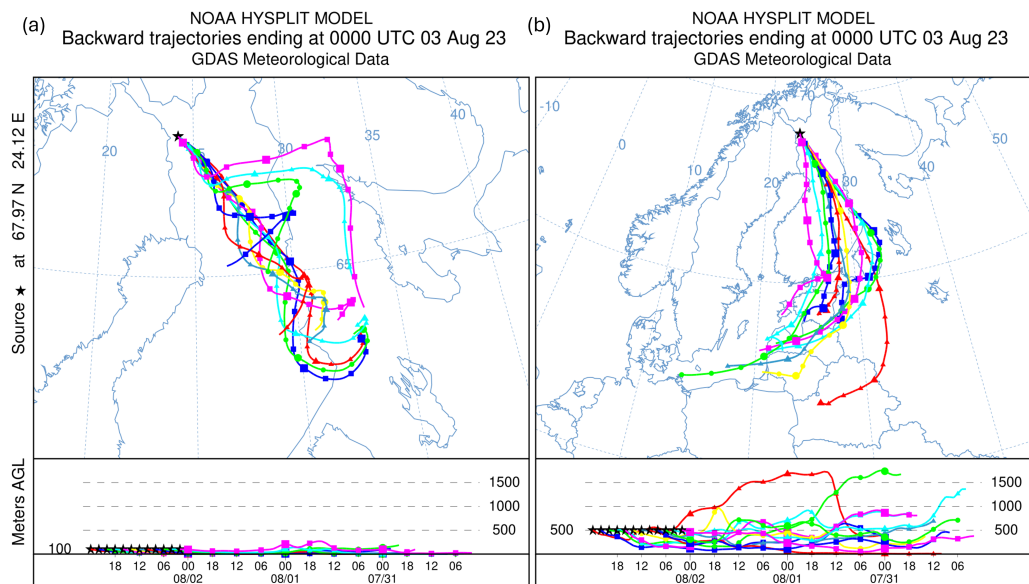 (a)
NOAA HYSPLIT MODEL
Backward trajectories ending at 0000 UTC 03 Aug 23
GDAS Meteorological Data
Source ★ at 67.97 N 24.12 E
20
25
30
35
40
65
Meters AGL
1500
1000
500
100
18 12 06 00 18 12 06 00 18 12 06 00 18 12 06
08/02 08/01 07/31
(b)
NOAA HYSPLIT MODEL
Backward trajectories ending at 0000 UTC 03 Aug 23
GDAS Meteorological Data
-10
0
20
30
40
50
70
500
1500
1000
500
18 12 06 00 18 12 06 00 18 12 06 00 18 12 06
08/02 08/01 07/31